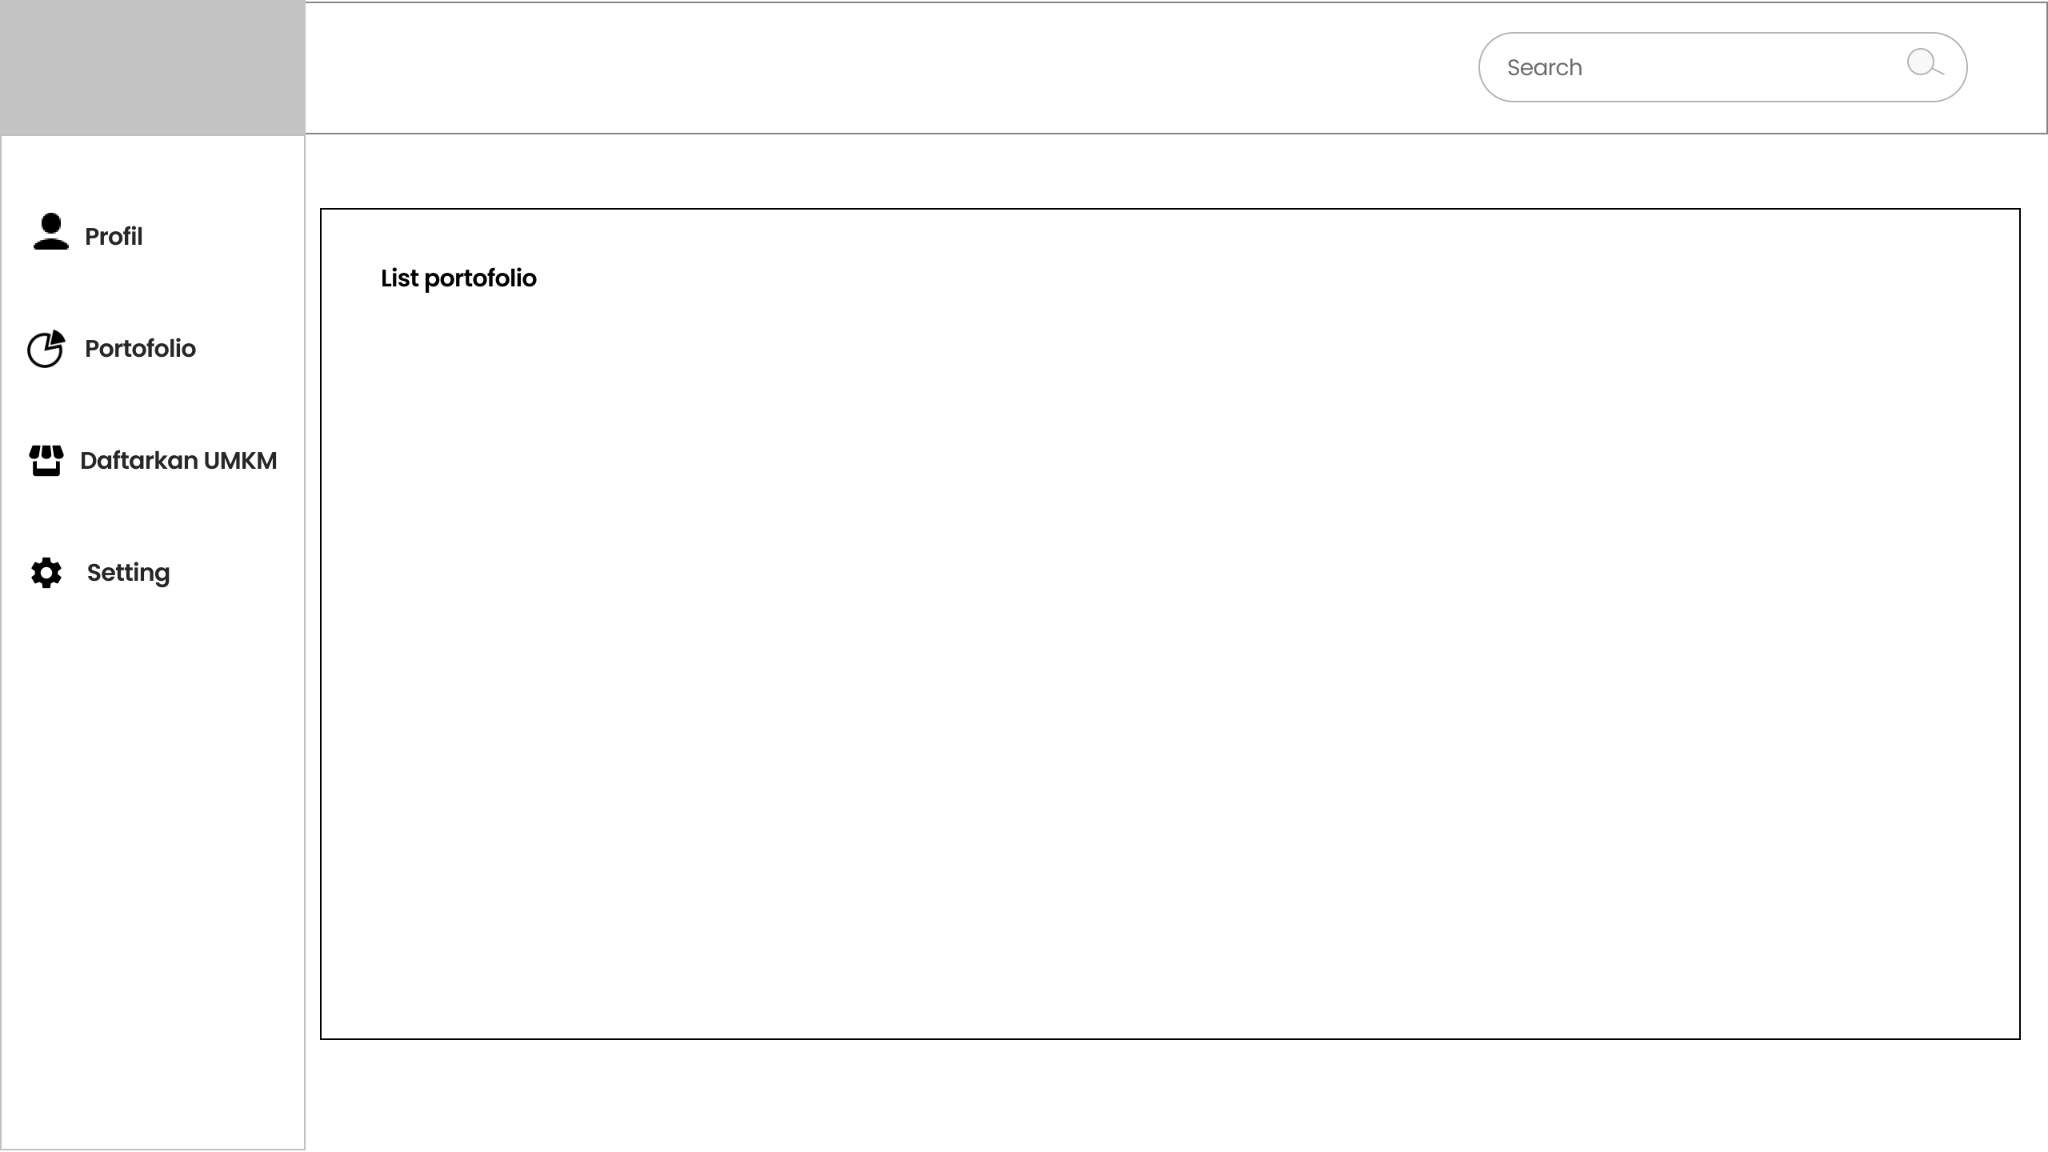 Search
Profil
List portofolio
Portofolio
Daftarkan UMKM
Setting